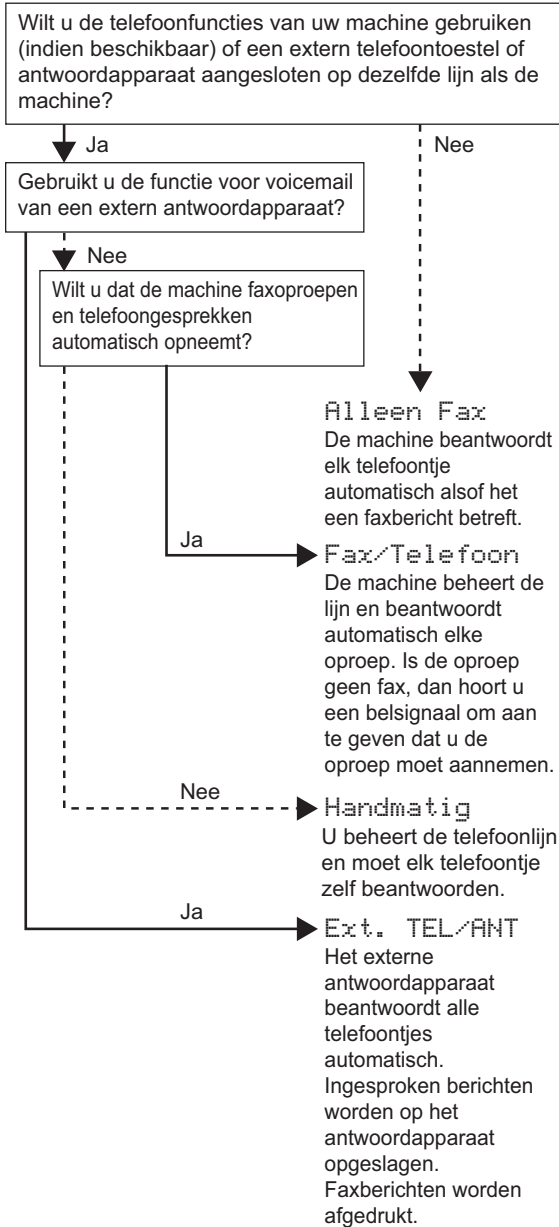 Wilt u de telefoonfuncties van uw machine gebruiken
(indien beschikbaar) of een extern telefoontoestel of
antwoordapparaat aangesloten op dezelfde lijn als de
machine?
Ja
Nee
Gebruikt u de functie voor voicemail
van een extern antwoordapparaat?
Nee
Wilt u dat de machine faxoproepen
en telefoongesprekken
automatisch opneemt?
Alleen Fax
De machine beantwoordt
elk telefoontje
automatisch alsof het
een faxbericht betreft.
Ja
Fax/Telefoon
De machine beheert de
lijn en beantwoordt
automatisch elke
oproep. Is de oproep
geen fax, dan hoort u
een belsignaal om aan
te geven dat u de
oproep moet aannemen.
Nee
Handmatig
U beheert de telefoonlijn
en moet elk telefoontje
zelf beantwoorden.
Ja
Ext. TEL/ANT
Het externe
antwoordapparaat
beantwoordt alle
telefoontjes
automatisch.
Ingesproken berichten
worden op het
antwoordapparaat
opgeslagen.
Faxberichten worden
afgedrukt.